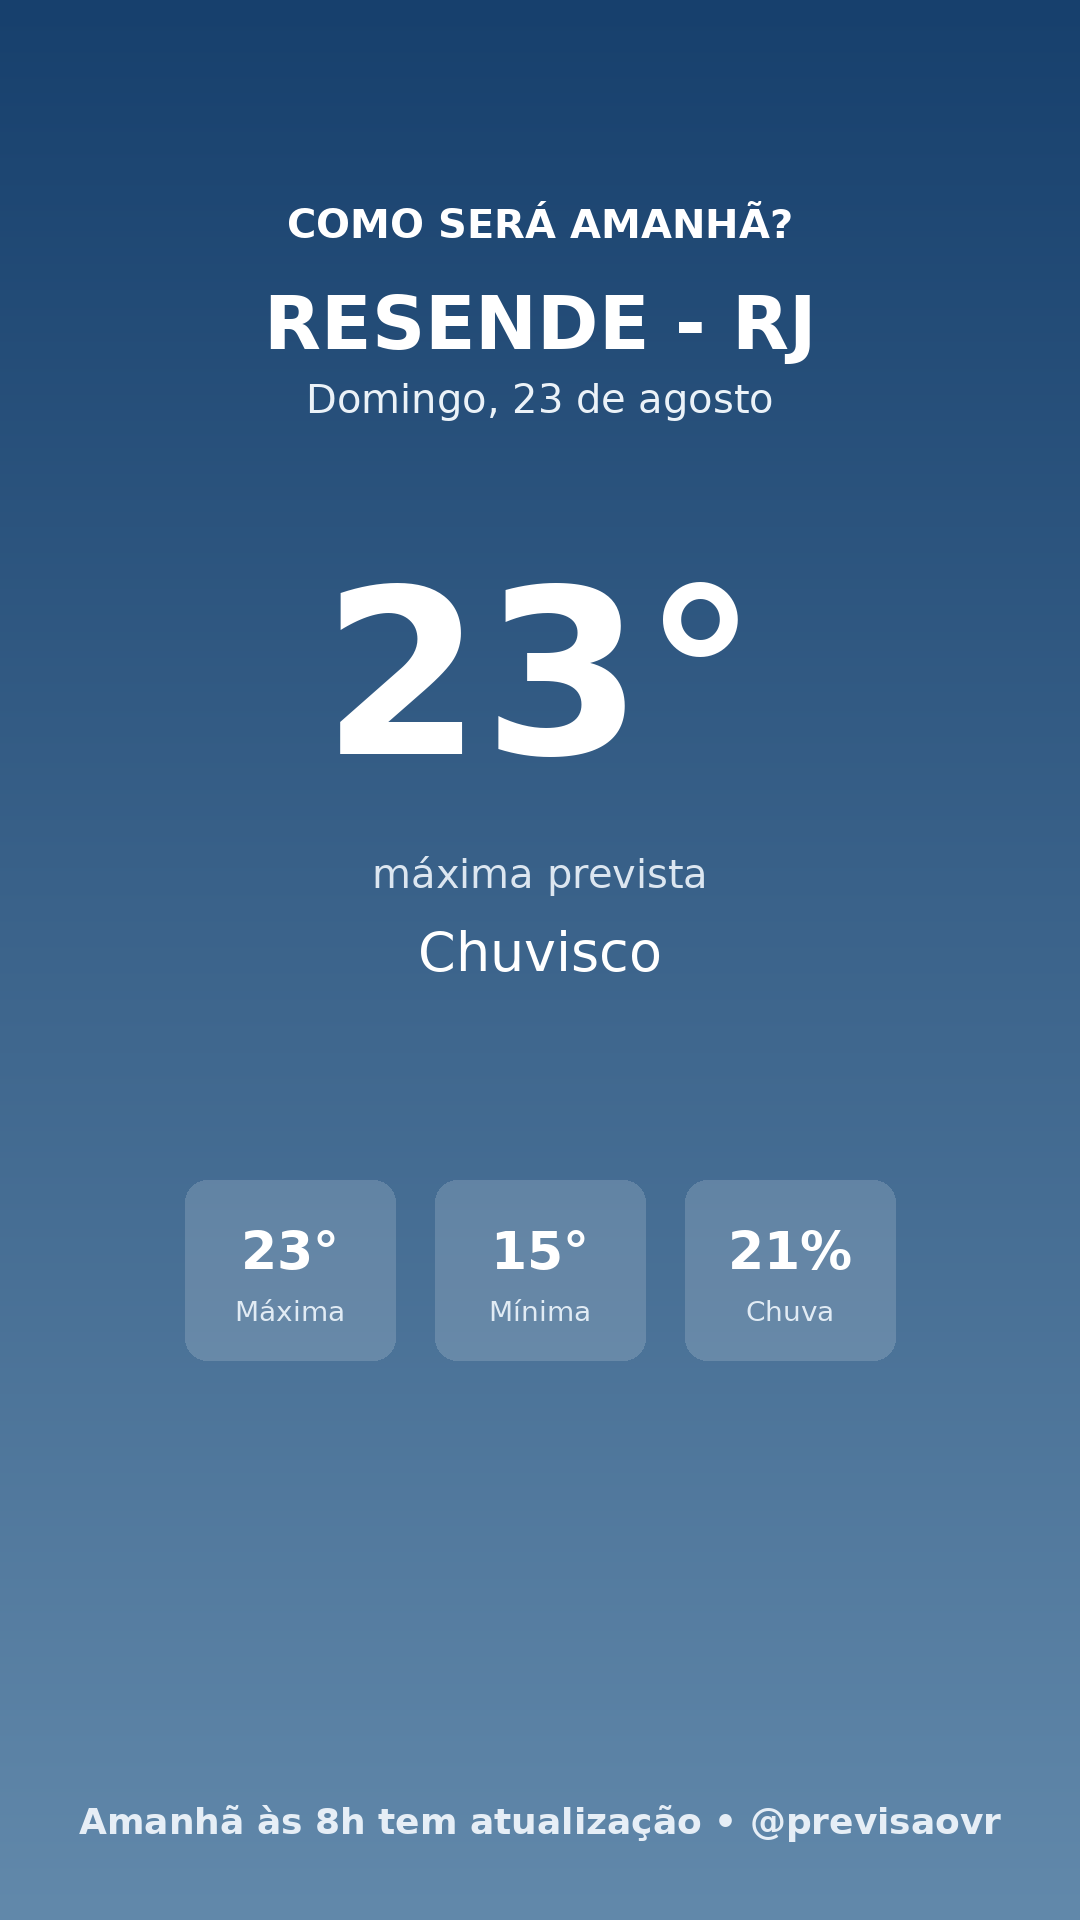 COMO SERÁ AMANHÃ?
RESENDE - RJ
Domingo, 23 de agosto
23°
máxima prevista
Chuvisco
23° 15° 21%
Máxima Mínima Chuva
Amanhã às 8h tem atualização • @previsaovr